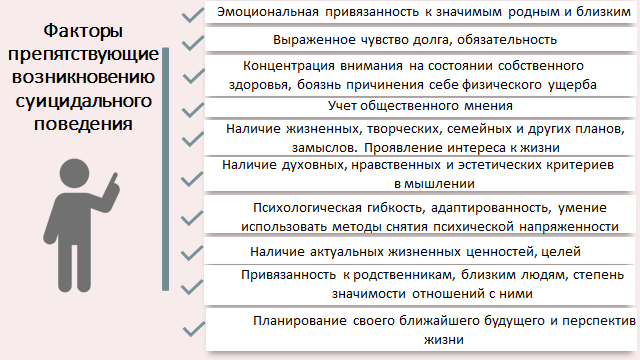 Факторы
препятствующие
возникновению
суицидального
поведения
Эмоциональная привязанность к значимым родным и близким
Выраженное чувство долга, обязательность
Концентрация внимания на состоянии собственного
здоровья, боязнь причинения себе физического ущерба
Учет общественного мнения
Наличие жизненных, творческих, семейных и других планов,
замыслов. Проявление интереса к жизни
Наличие духовных, нравственных и эстетических критериев
в мышлении
Психологическая гибкость, адаптированность, умение
использовать методы снятия психической напряженности
Наличие актуальных жизненных ценностей, целей
Привязанность к родственникам, близким людям, степень
значимости отношений с ними
Планирование своего ближайшего будущего и перспектив
жизни